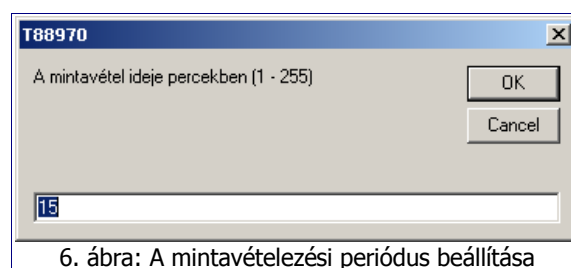 T88970
A mintavétel ideje percekben (1 - 255)
OK
Cancel
15
6. ábra: A mintavételezési periódus beállítása